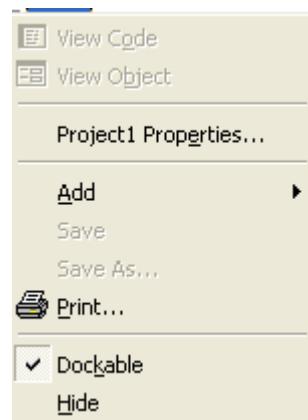 View Code
View Object
Project1 Properties...
Add
Save
Save As...
Print...
Dockable
Hide